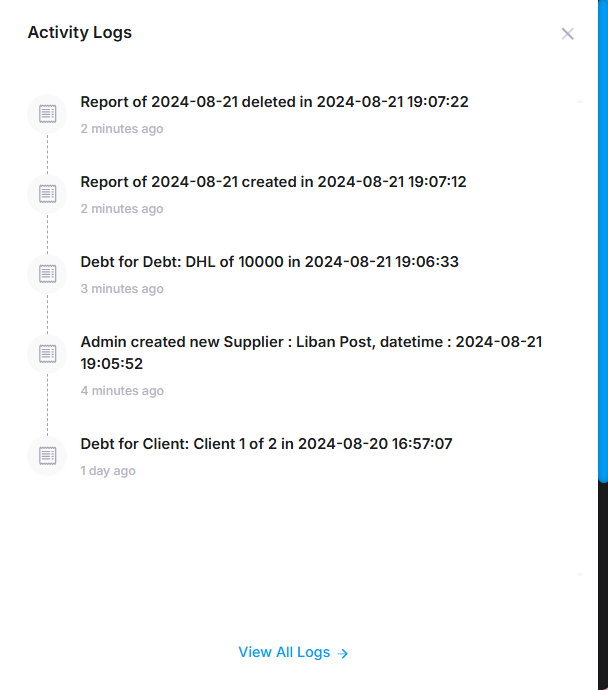 Activity Logs
Report of 2024-08-21 deleted in 2024-08-21 19:07:22
2 minutes ago
Report of 2024-08-21 created in 2024-08-21 19:07:12
2 minutes ago
Debt for Debt: DHL of 10000 in 2024-08-21 19:06:33
3 minutes ago
Admin created new Supplier : Liban Post, datetime : 2024-08-21
19:05:52
4 minutes ago
Debt for Client: Client 1 of 2 in 2024-08-20 16:57:07
1 day ago
View All Logs →